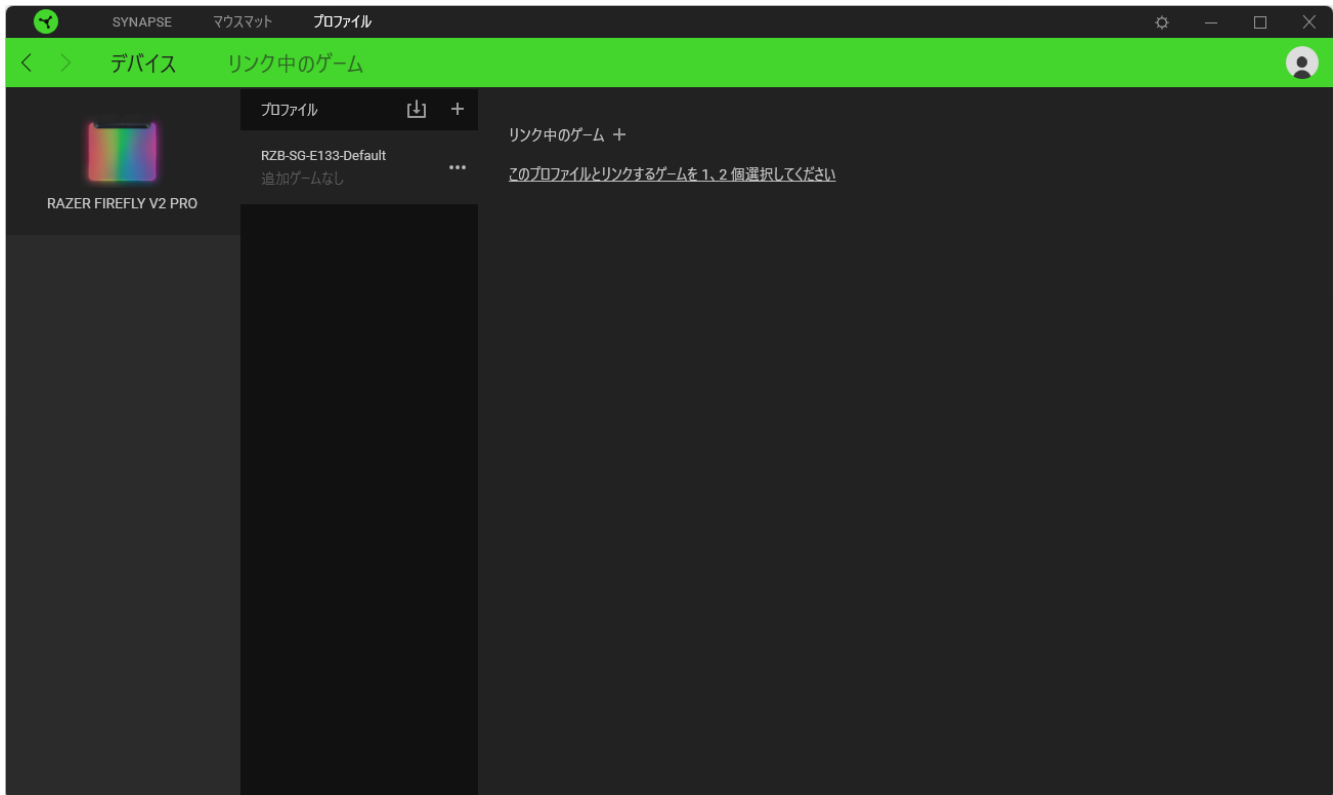 SYNAPSE マウスマット プロファイル
デバイス リンク中のゲーム
プロファイル
RZB-SG-E133-Default
追加ゲームなし
RAZER FIREFLY V2 PRO
リンク中のゲーム +
このプロファイルとリンクするゲームを 1、2 個選択してください